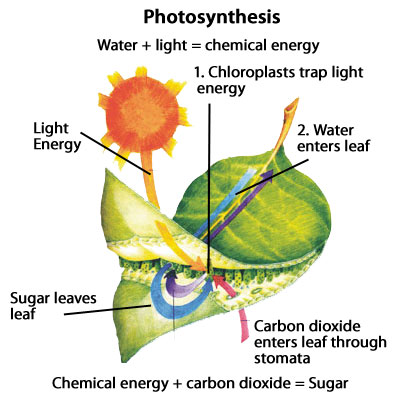 Photosynthesis
Water + light = chemical energy
1. Chloroplasts trap light
energy
Light
Energy
2. Water
enters leaf
Sugar leaves
leaf
Carbon dioxide
enters leaf through
stomata
Chemical energy + carbon dioxide = Sugar